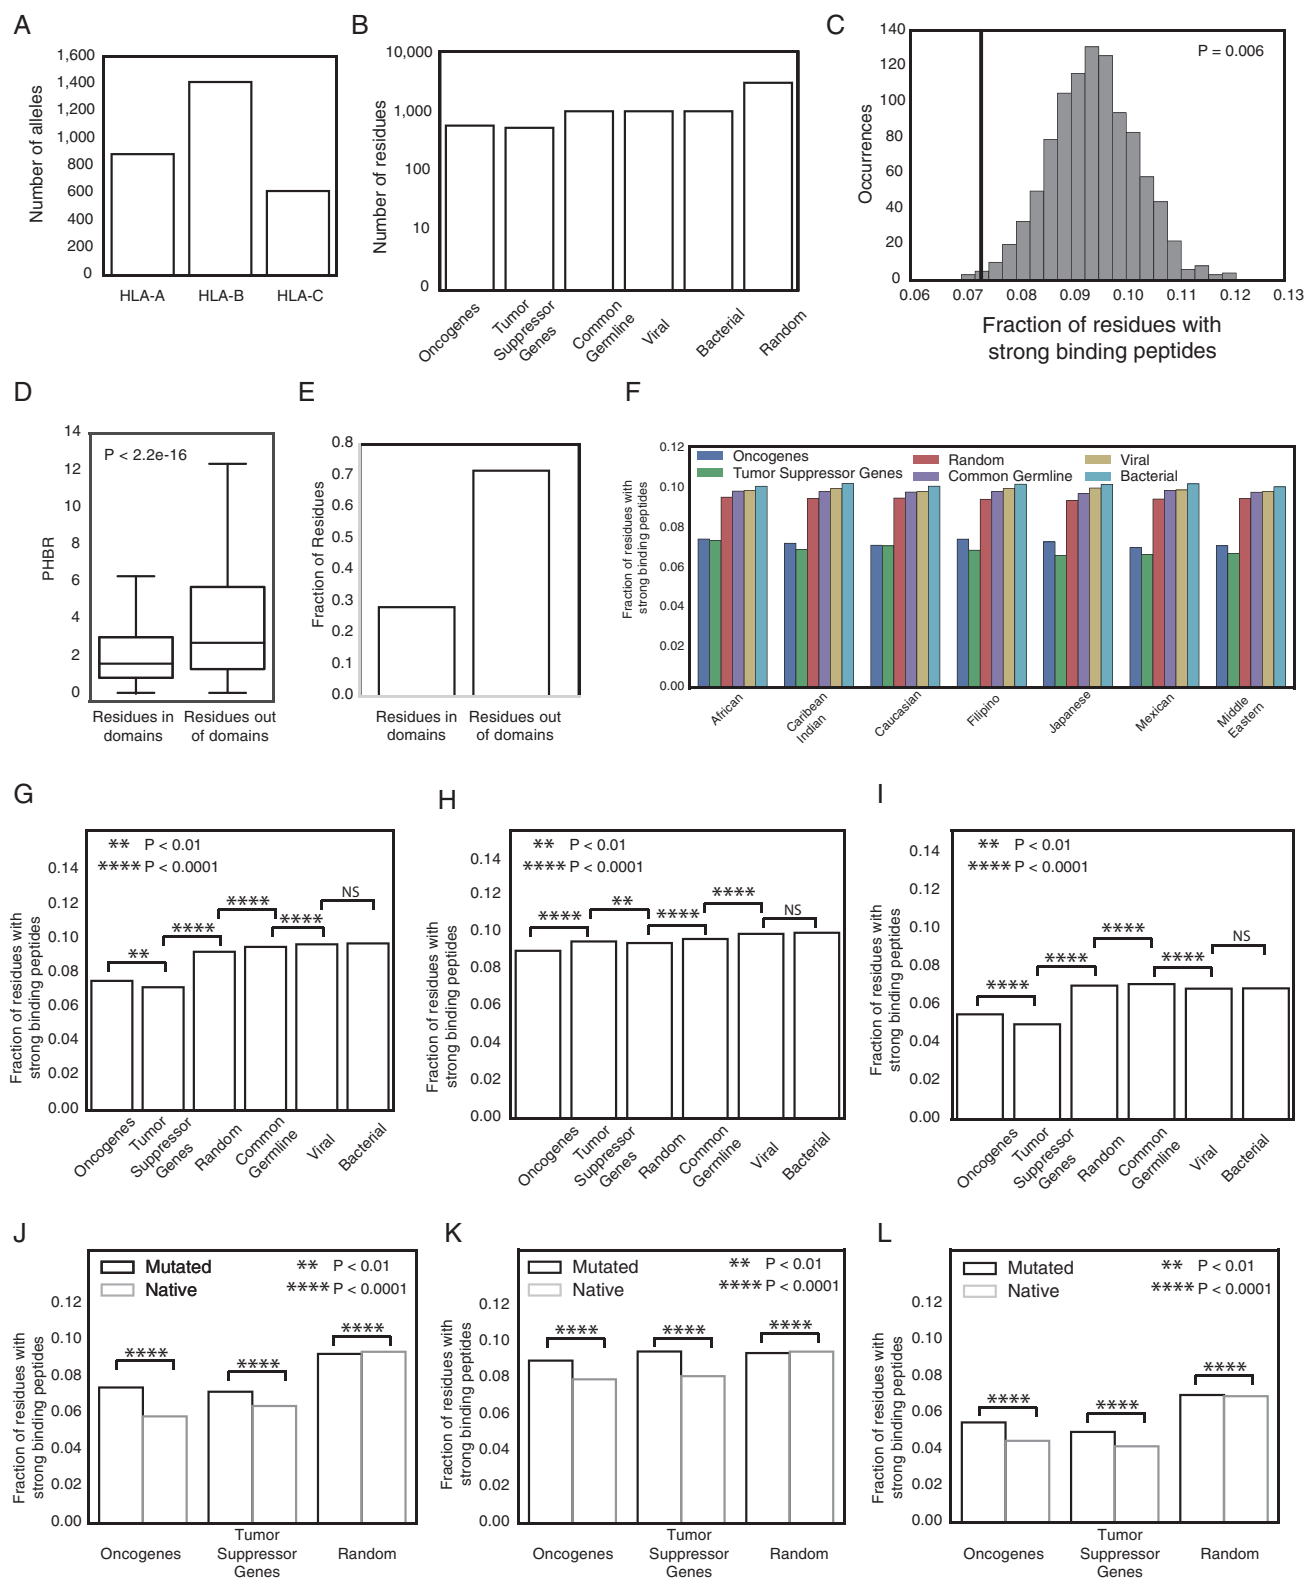 A
1,600
1,400
1,200
1,000
800
600
400
200
0
Number of alleles
HLA-A
HLA-B
HLA-C
B
10,000
1,000
100
10
0
Number of residues
Oncogenes
Tumor
Suppressor
Genes
Common
Germline
Viral
Bacterial
Random
C
140
120
100
80
60
40
20
0
Occurrences
P = 0.006
0.06
0.07
0.08
0.09
0.10
0.11
0.12
0.13
Fraction of residues with
strong binding peptides
D
14
12
10
8
6
4
2
0
PHBR
P < 2.2e-16
Residues in
domains
Residues out
of domains
E
0.8
0.7
0.6
0.5
0.4
0.3
0.2
0.1
0.0
Fraction of Residues
Residues in
domains
Residues out
of domains
F
0.12
0.10
0.08
0.06
0.04
0.02
0.00
Fraction of residues with
strong binding peptides
Oncogenes
Tumor Suppressor Genes
Random
Common Germline
Viral
Bacterial
African
Caribean
Indian
Caucasian
Filipino
Japanese
Mexican
Middle
Eastern
G
** P < 0.01
**** P < 0.0001
0.14
0.12
0.10
0.08
0.06
0.04
0.02
0.00
Fraction of residues with
strong binding peptides
**
****
****
****
NS
Oncogenes
Tumor
Suppressor
Genes
Random
Common
Germline
Viral
Bacterial
H
** P < 0.01
**** P < 0.0001
0.14
0.12
0.10
0.08
0.06
0.04
0.02
0.00
Fraction of residues with
strong binding peptides
****
**
****
****
NS
Oncogenes
Tumor
Suppressor
Genes
Random
Common
Germline
Viral
Bacterial
I
** P < 0.01
**** P < 0.0001
0.14
0.12
0.10
0.08
0.06
0.04
0.02
0.00
Fraction of residues with
strong binding peptides
****
****
****
****
NS
Oncogenes
Tumor
Suppressor
Genes
Random
Common
Germline
Viral
Bacterial
J
Mutated
Native
** P < 0.01
**** P < 0.0001
0.12
0.10
0.08
0.06
0.04
0.02
0.00
Fraction of residues with
strong binding peptides
****
****
****
Oncogenes
Tumor
Suppressor
Genes
Random
K
Mutated
Native
** P < 0.01
**** P < 0.0001
0.12
0.10
0.08
0.06
0.04
0.02
0.00
Fraction of residues with
strong binding peptides
****
****
****
Oncogenes
Tumor
Suppressor
Genes
Random
L
Mutated
Native
** P < 0.01
**** P < 0.0001
0.12
0.10
0.08
0.06
0.04
0.02
0.00
Fraction of residues with
strong binding peptides
****
****
****
Oncogenes
Tumor
Suppressor
Genes
Random